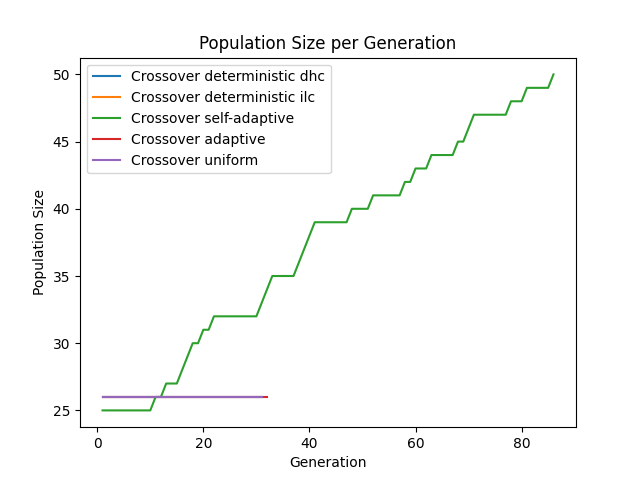 Population Size per Generation
Crossover deterministic dhc
Crossover deterministic ilc
Crossover self-adaptive
Crossover adaptive
Crossover uniform
50
45
40
35
30
25
Population Size
0 20 40 60 80
Generation